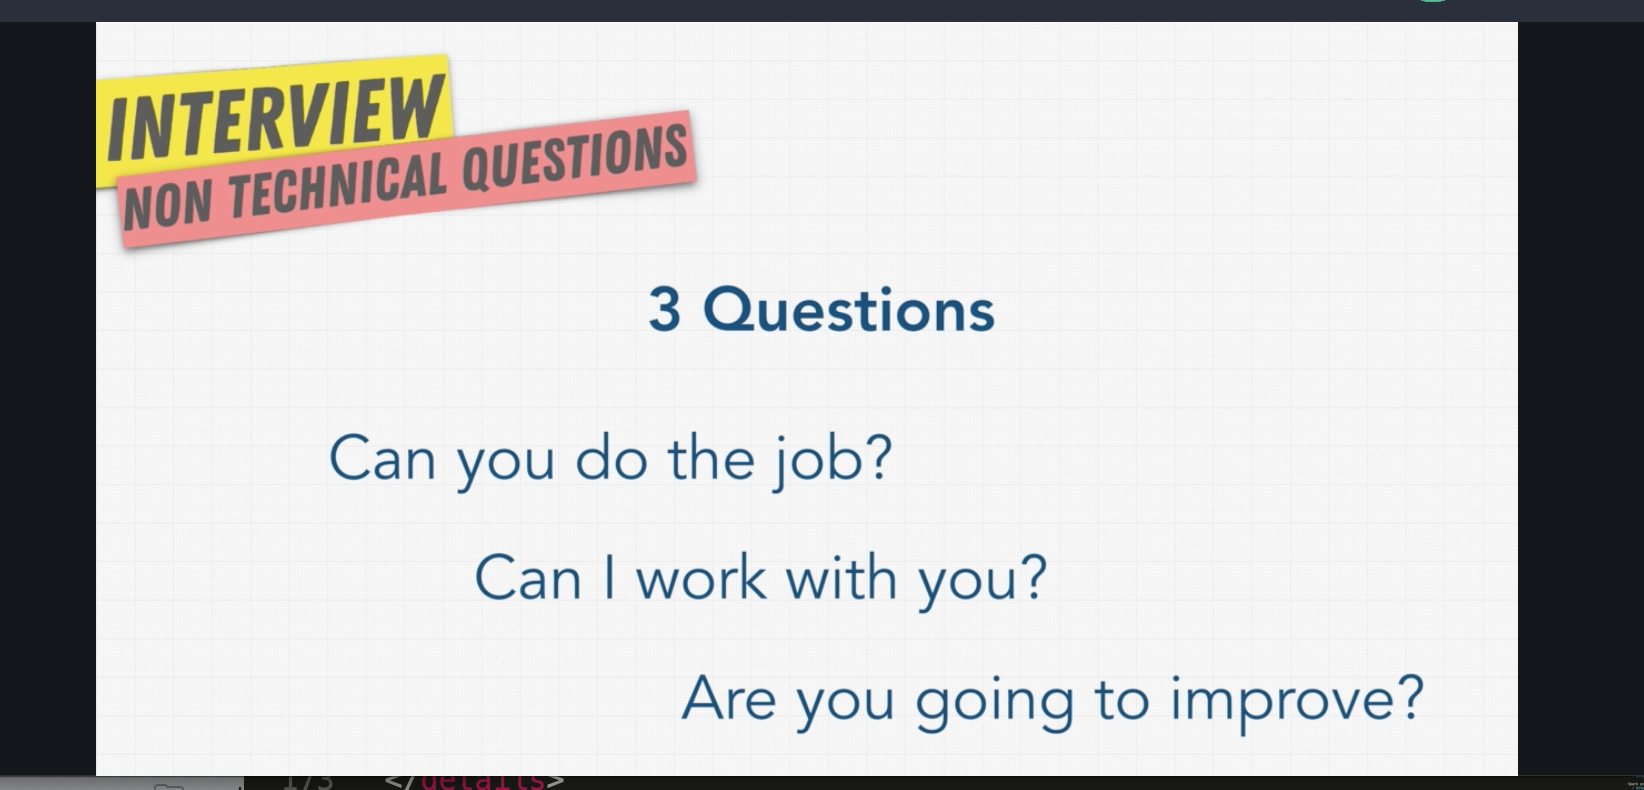 INTERVIEW
NON TECHNICAL QUESTIONS
3 Questions
Can you do the job?
Can I work with you?
Are you going to improve?
173 </details>